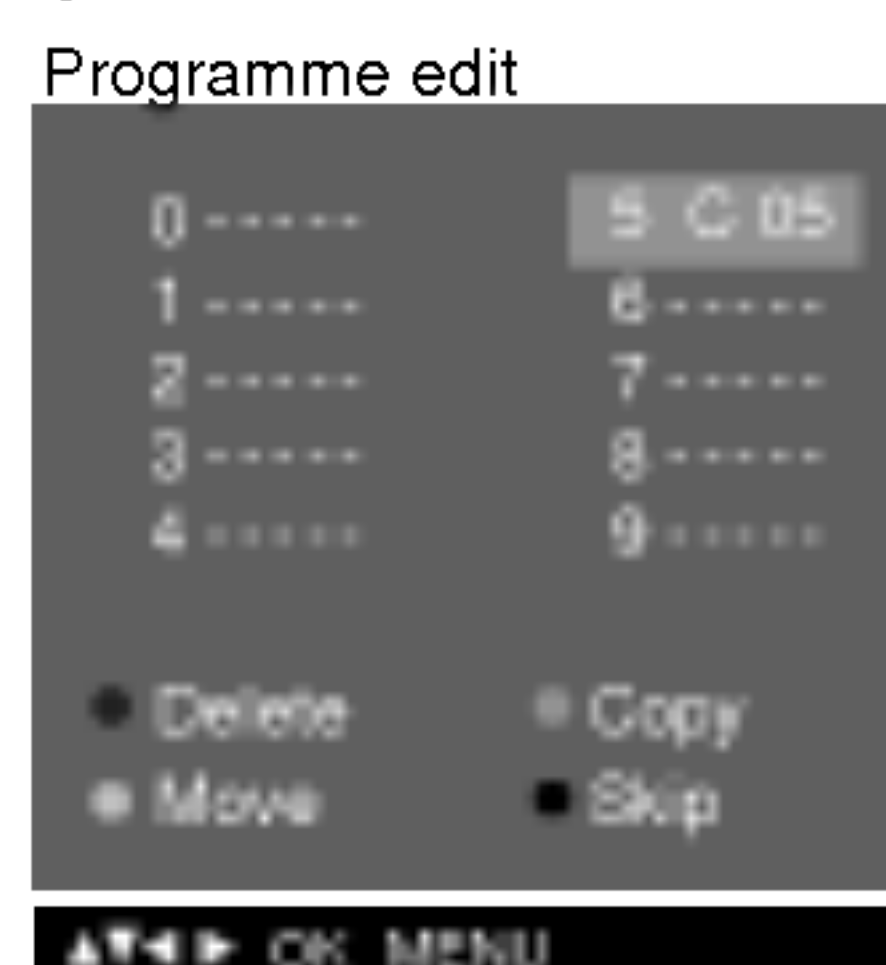 Programme edit
0 ----- 5 C 05
1 ----- 6 -----
2 ----- 7 -----
3 ----- 8 -----
4 ----- 9 -----
● Delete ● Copy
● Move ● Skip
▲▼◄ ► OK MENU